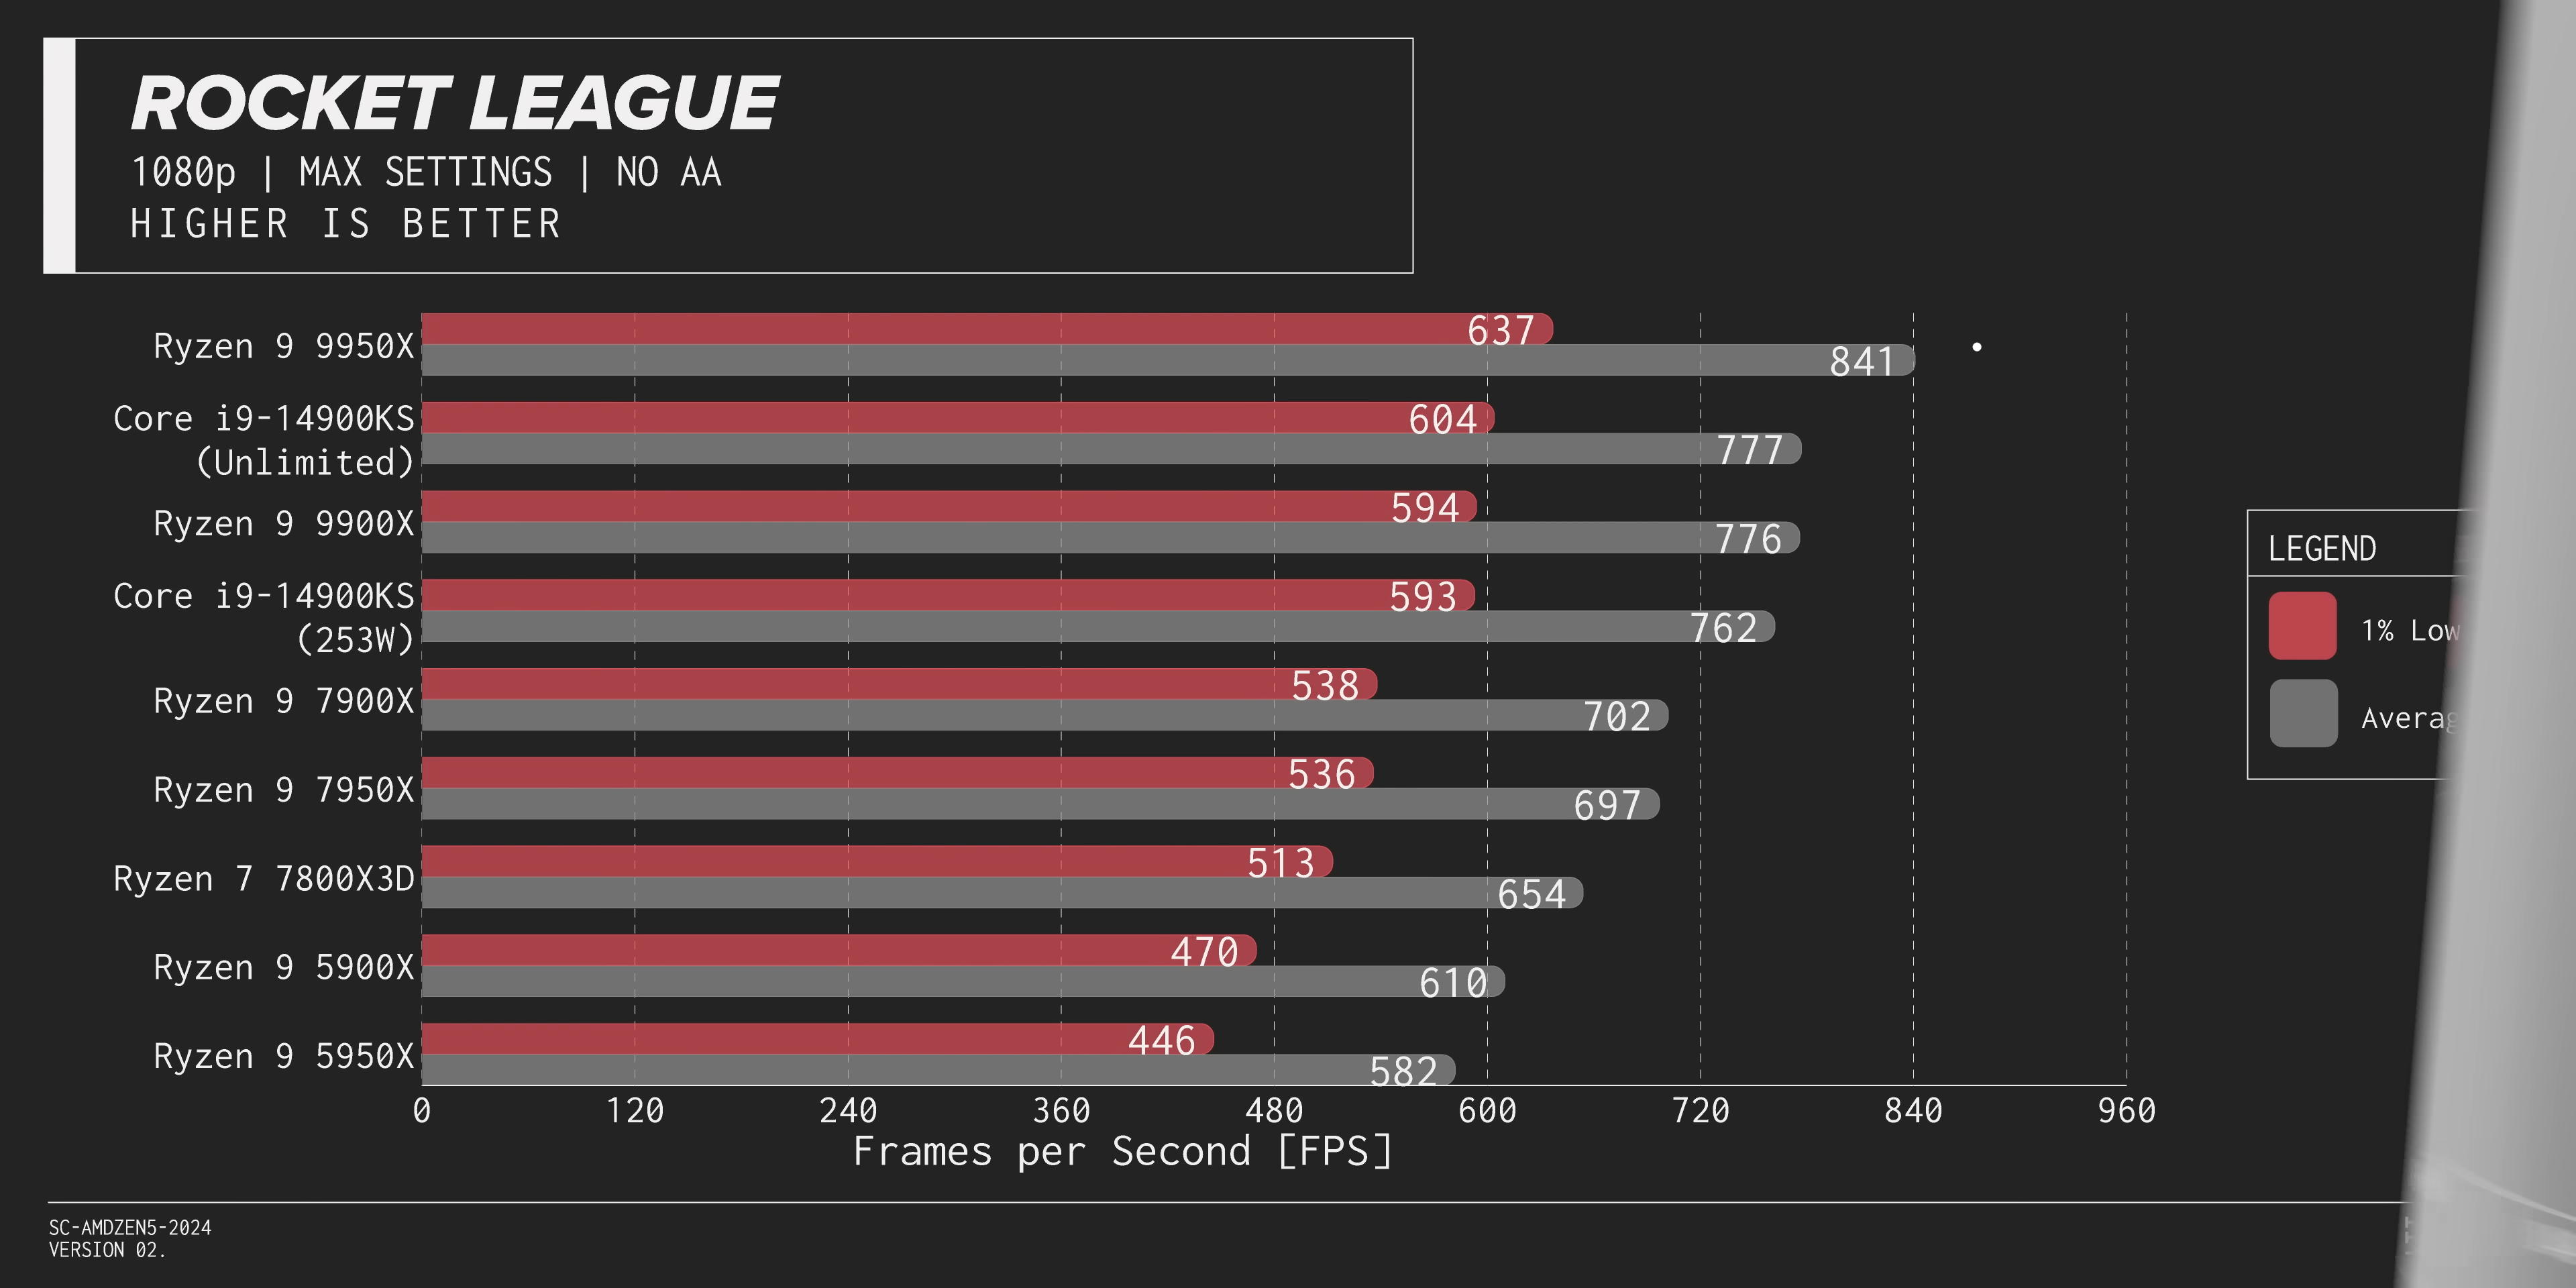 ROCKET LEAGUE
1080p | MAX SETTINGS | NO AA
HIGHER IS BETTER
Ryzen 9 9950X
637
841
Core i9-14900KS
(Unlimited)
604
777
Ryzen 9 9900X
594
776
Core i9-14900KS
(253W)
593
762
Ryzen 9 7900X
538
702
Ryzen 9 7950X
536
697
Ryzen 7 7800X3D
513
654
Ryzen 9 5900X
470
610
Ryzen 9 5950X
446
582
0 120 240 360 480 600 720 840 960
Frames per Second [FPS]
LEGEND
1% Low
SC-AMDZEN5-2024
VERSION 02.